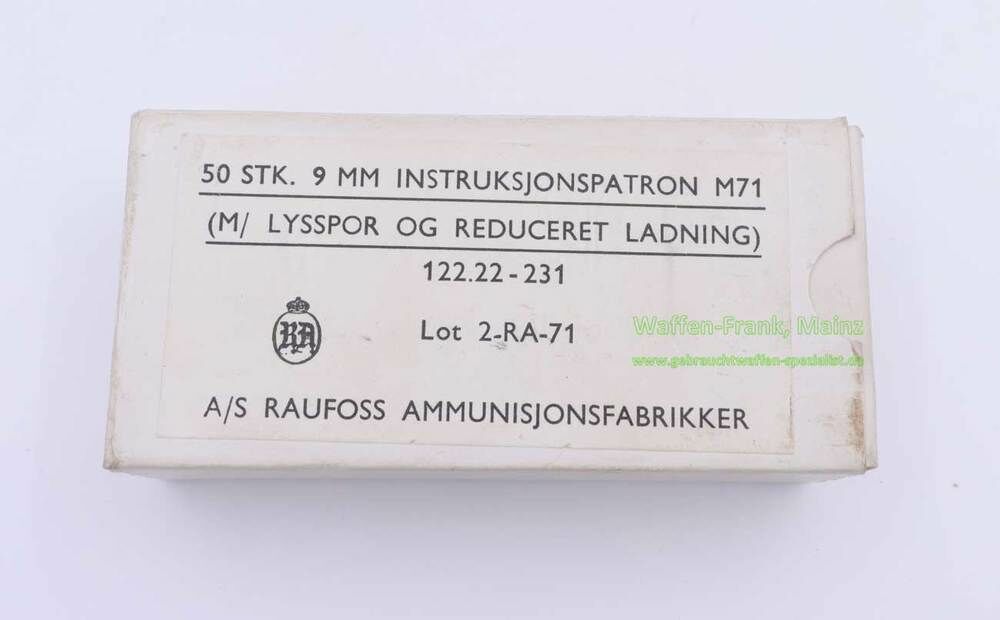 50 STK. 9 MM INSTRUKSJONSPATRON M71
(M/ LYSSPOR OG REDUCERET LADNING)
122.22-231
RA
Lot 2-RA-71
A/S RAUFOSS AMMUNISJONSFABRIKKER
Waffen-Frank, Mainz
www.gebrauchtwaffen-spezialist.de